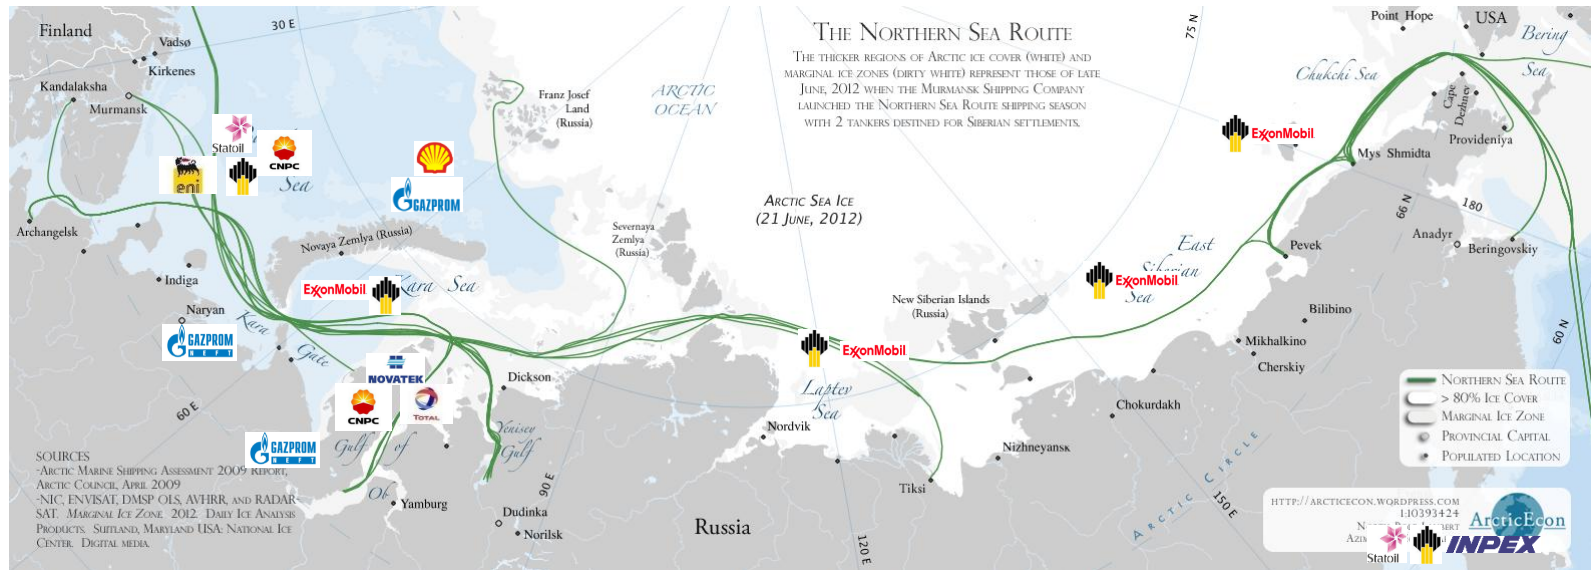 THE NORTHERN SEA ROUTE
THE THICKER REGIONS OF ARCTIC ICE COVER (WHITE) AND
MARGINAL ICE ZONES (DIRTY WHITE) REPRESENT THOSE OF LATE
JUNE, 2012 WHEN THE MURMANSK SHIPPING COMPANY
LAUNCHED THE NORTHERN SEA ROUTE SHIPPING SEASON
WITH 2 TANKERS DESTINED FOR SIBERIAN SETTLEMENTS.
Finland
30 E
75 N
Point Hope
USA
Bering
Sea
Vadsø
Kirkenes
Kandalaksha
Murmansk
Franz Josef
Land
(Russia)
ARCTIC
OCEAN
Chukchi Sea
Cape
Dezhnev
Provideniya
Mys Shmidta
Statoil
CNPC
eni
Sea
GAZPROM
ExxonMobil
ARCTIC SEA ICE
(21 JUNE, 2012)
Archangelsk
Novaya Zemlya (Russia)
Severnaya
Zemlya
(Russia)
66 N
180
Anadyr
Beringovskiy
Pevek
East
Sea
ExxonMobil
Indiga
ExxonMobil
Kara Sea
New Siberian Islands
(Russia)
Naryan
Kara
Gate
GAZPROM
NEFT
Bilibino
Mikhalkino
Cherskiy
60 N
ExxonMobil
NOVATEK
CNPC
TOTAL
Dickson
Laptev
Sea
Chokurdakh
60 E
Gulf of
Ob
Yenisey
Gulf
GAZPROM
NEFT
Nordvik
Nizhneyansk
Tiksi
Yamburg
90 E
Dudinka
Norilsk
Russia
120 E
150 E
ARCTIC CIRCLE
NORTHERN SEA ROUTE
> 80% ICE COVER
MARGINAL ICE ZONE
PROVINCIAL CAPITAL
POPULATED LOCATION
SOURCES
-ARCTIC MARINE SHIPPING ASSESSMENT 2009 REPORT,
ARCTIC COUNCIL, APRIL 2009
-NIC, ENVISAT, DMSP OLS, AVHRR, AND RADAR-
SAT. MARGINAL ICE ZONE. 2012. DAILY ICE ANALYSIS
PRODUCTS. SUITLAND, MARYLAND USA: NATIONAL ICE
CENTER. DIGITAL MEDIA.
HTTP://ARCTICECON.WORDPRESS.COM
1:10393424
ArcticEcon
Statoil
INPEX